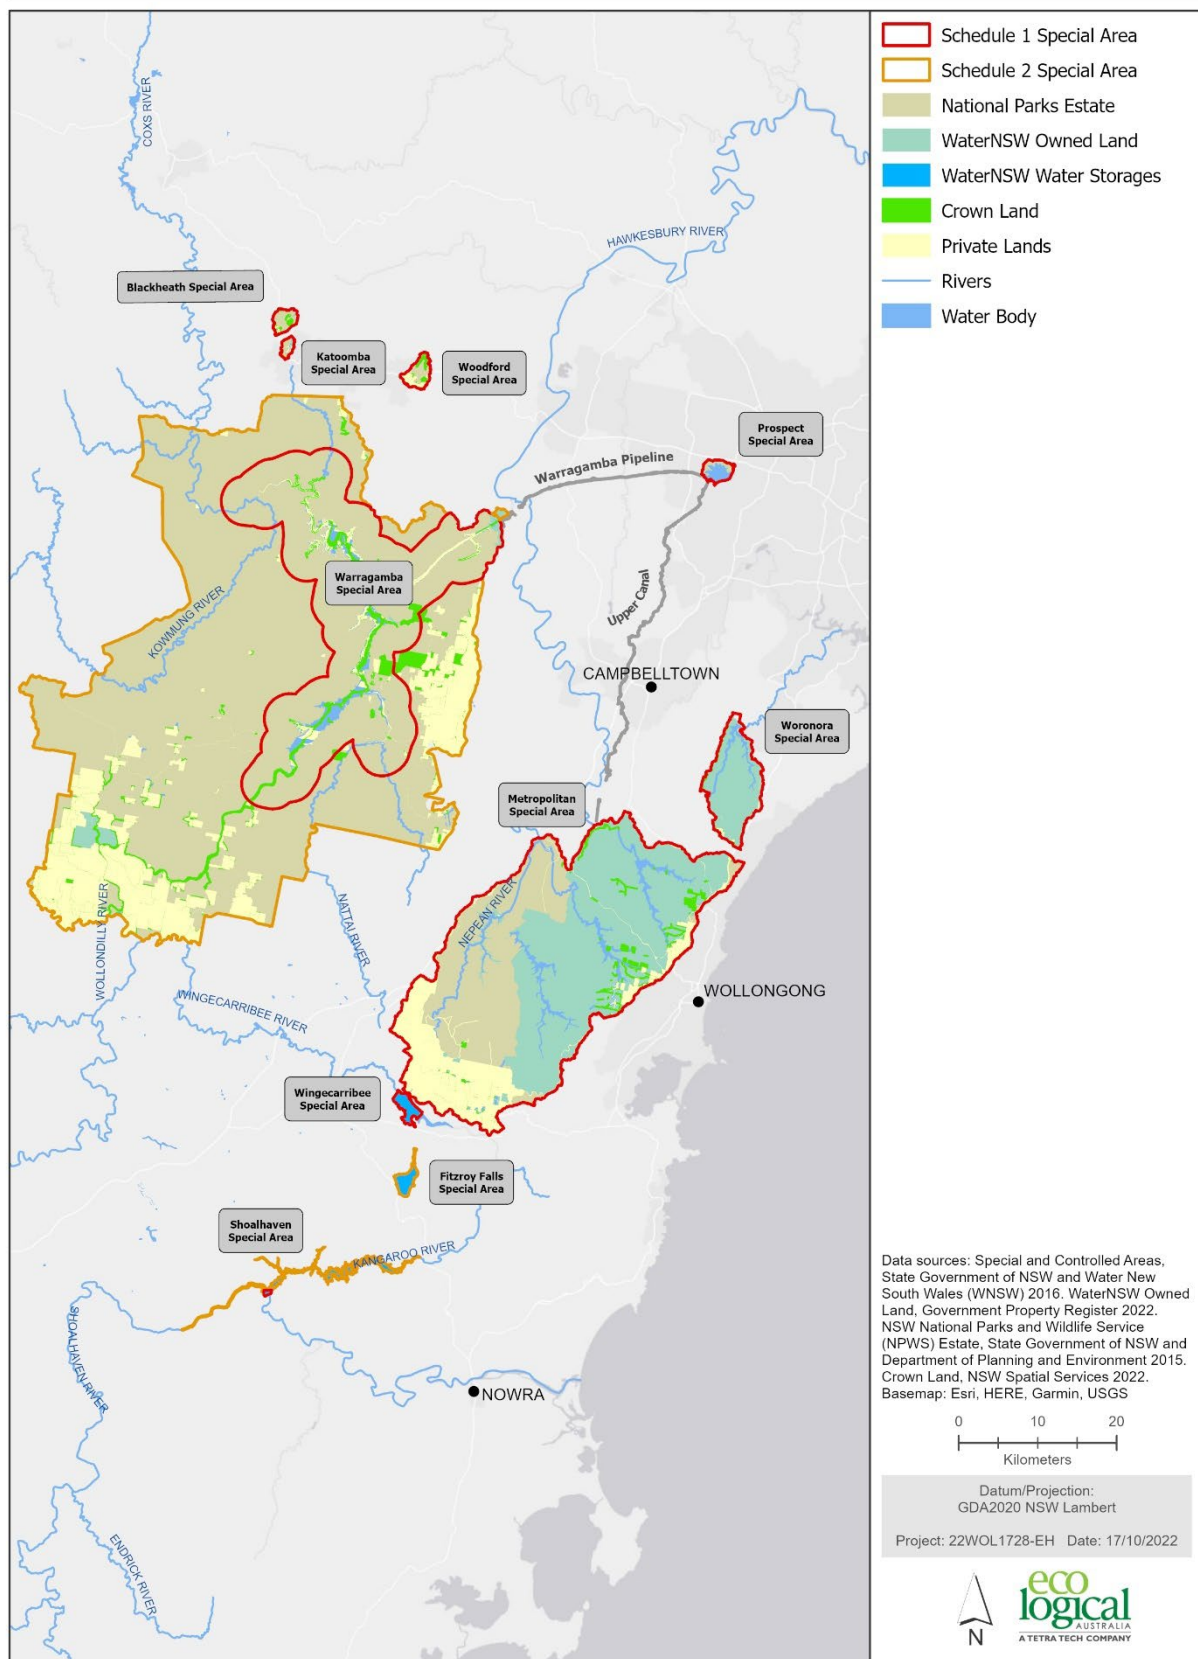 Schedule 1 Special Area
Schedule 2 Special Area
National Parks Estate
WaterNSW Owned Land
WaterNSW Water Storages
Crown Land
Private Lands
Rivers
Water Body
COXS RIVER
HAWKESBURY RIVER
Blackheath Special Area
Katoomba
Special Area
Woodford
Special Area
Prospect
Special Area
Warragamba Pipeline
Warragamba
Special Area
Upper Canal
KOWMUNG RIVER
CAMPBELLTOWN
Woronora
Special Area
Metropolitan
Special Area
NEPEAN RIVER
NATTAI RIVER
WOLLONDILLY RIVER
WINGECARRIBEE RIVER
WOLLONGONG
Wingecarribee
Special Area
Fitzroy Falls
Special Area
Shoalhaven
Special Area
KANGAROO RIVER
SHOALHAVEN RIVER
NOWRA
ENDRICK RIVER
Data sources: Special and Controlled Areas,
State Government of NSW and Water New
South Wales (WNSW) 2016. WaterNSW Owned
Land, Government Property Register 2022.
NSW National Parks and Wildlife Service
(NPWS) Estate, State Government of NSW and
Department of Planning and Environment 2015.
Crown Land, NSW Spatial Services 2022.
Basemap: Esri, HERE, Garmin, USGS
0 10 20
Kilometers
Datum/Projection:
GDA2020 NSW Lambert
Project: 22WOL1728-EH Date: 17/10/2022
N
eco
logical
AUSTRALIA
A TETRA TECH COMPANY